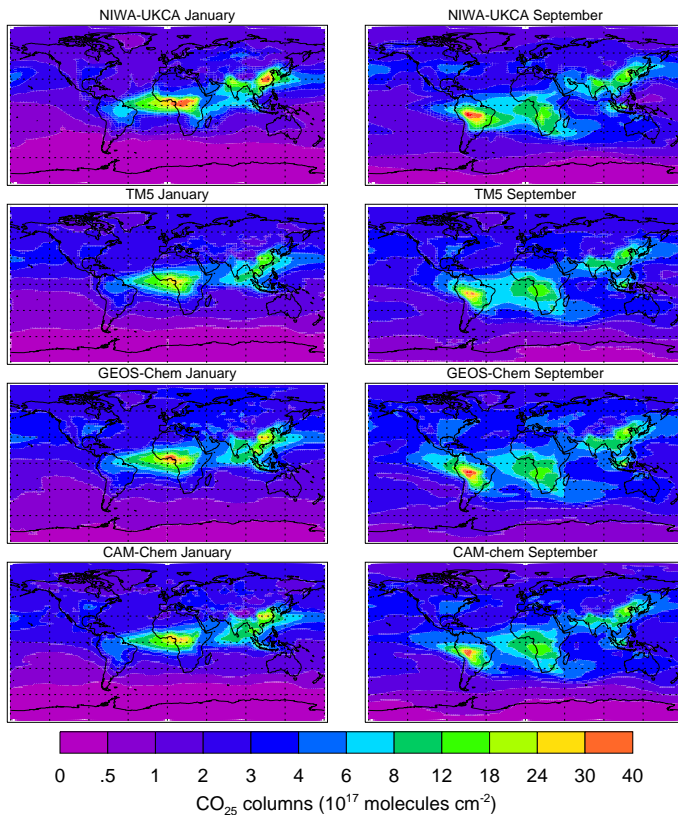 NIWA-UKCA January
NIWA-UKCA September
TM5 January
TM5 September
GEOS-Chem January
GEOS-Chem September
CAM-Chem January
CAM-chem September
0 .5 1 2 3 4 6 8 12 18 24 30 40
CO₂₅ columns (10¹⁷ molecules cm⁻²)